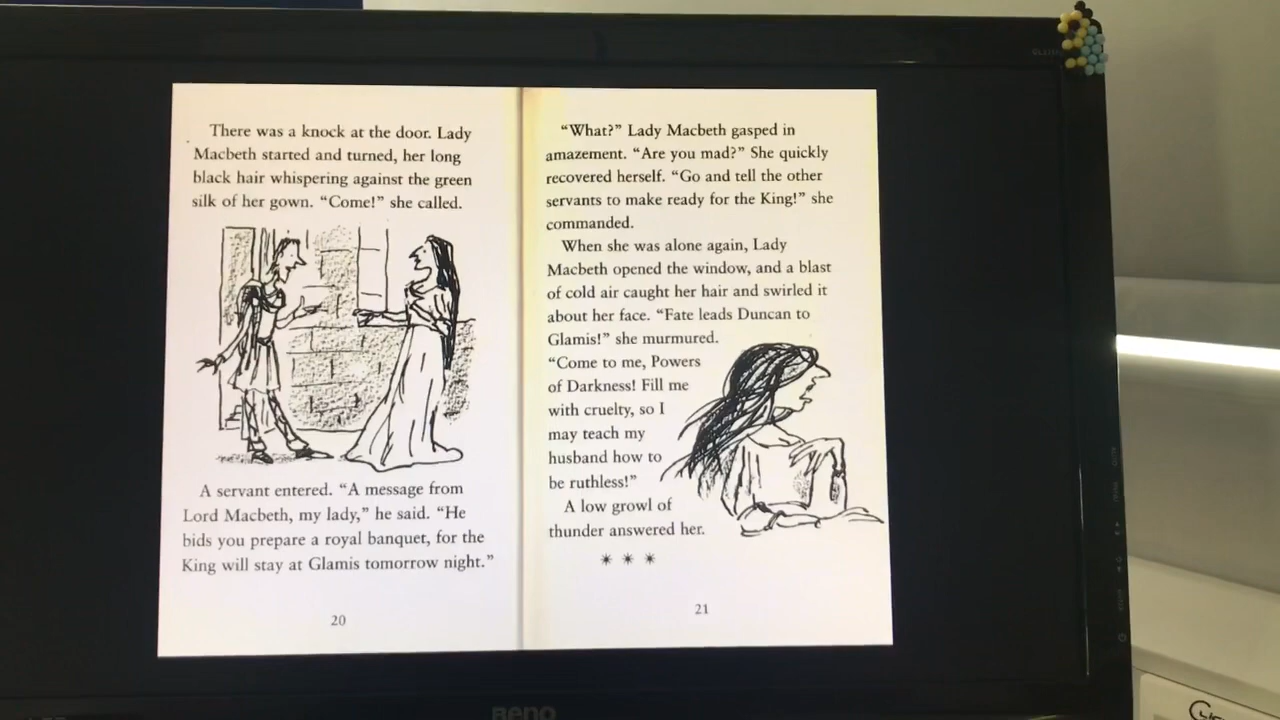 There was a knock at the door. Lady
Macbeth started and turned, her long
black hair whispering against the green
silk of her gown. “Come!” she called.
A servant entered. “A message from
Lord Macbeth, my lady,” he said. “He
bids you prepare a royal banquet, for the
King will stay at Glamis tomorrow night.”
20
“What?” Lady Macbeth gasped in
amazement. “Are you mad?” She quickly
recovered herself. “Go and tell the other
servants to make ready for the King!” she
commanded.
When she was alone again, Lady
Macbeth opened the window, and a blast
of cold air caught her hair and swirled it
about her face. “Fate leads Duncan to
Glamis!” she murmured.
“Come to me, Powers
of Darkness! Fill me
with cruelty, so I
may teach my
husband how to
be ruthless!”
A low growl of
thunder answered her.
* * *
21
BenQ